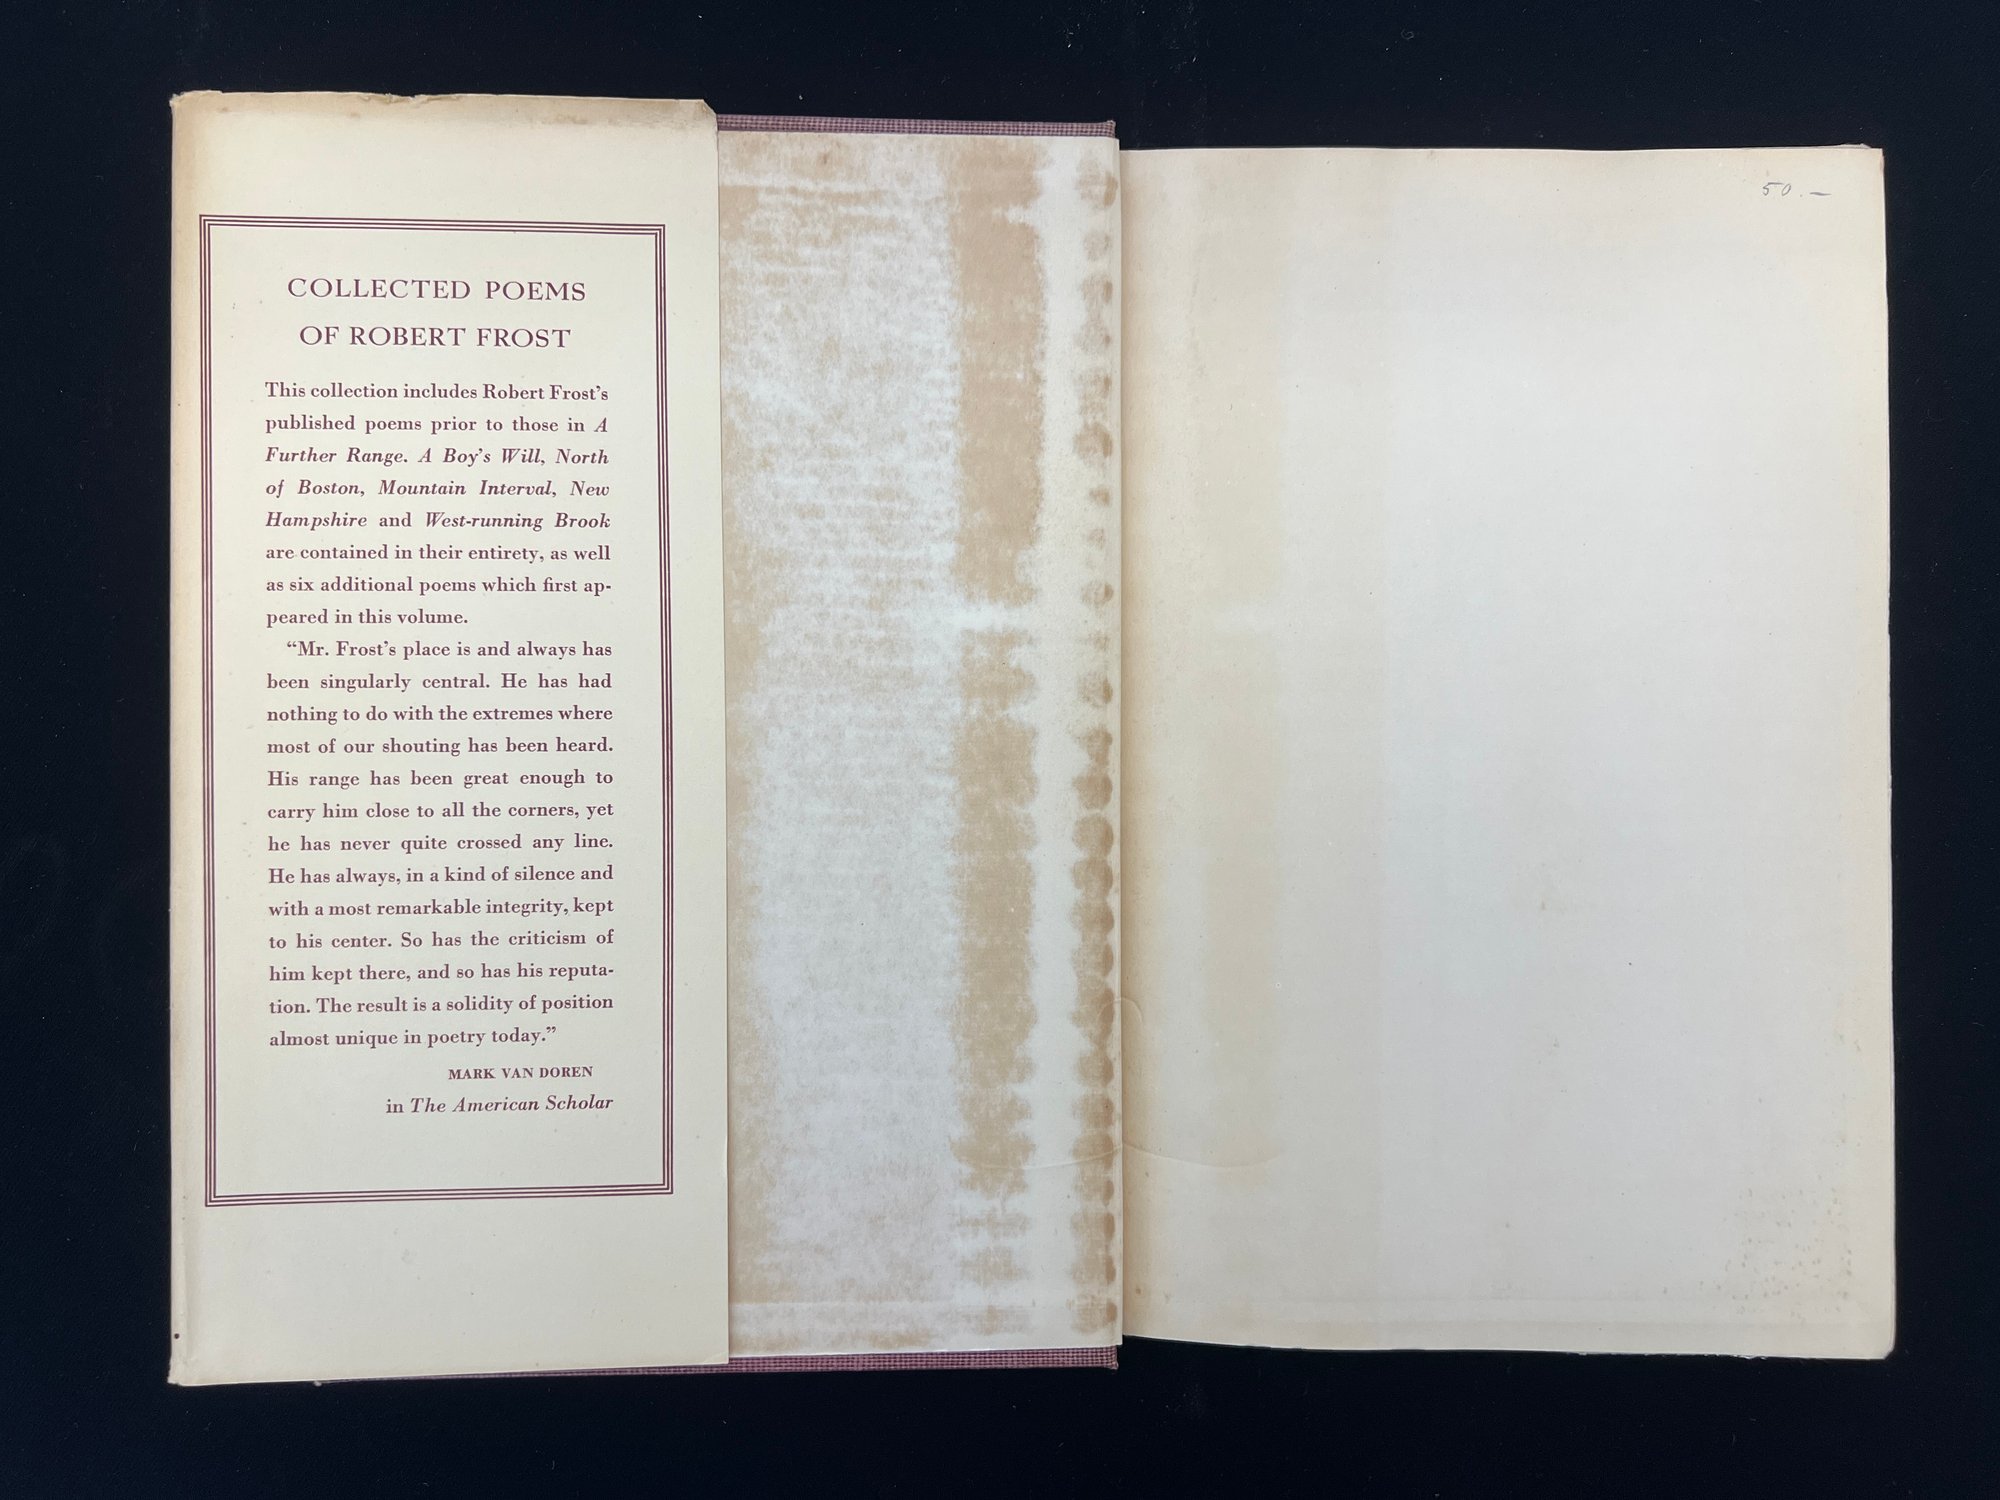 COLLECTED POEMS
OF ROBERT FROST
This collection includes Robert Frost's
published poems prior to those in A
Further Range. A Boy's Will, North
of Boston, Mountain Interval, New
Hampshire and West-running Brook
are contained in their entirety, as well
as six additional poems which first ap-
peared in this volume.
“Mr. Frost's place is and always has
been singularly central. He has had
nothing to do with the extremes where
most of our shouting has been heard.
His range has been great enough to
carry him close to all the corners, yet
he has never quite crossed any line.
He has always, in a kind of silence and
with a most remarkable integrity, kept
to his center. So has the criticism of
him kept there, and so has his reputa-
tion. The result is a solidity of position
almost unique in poetry today.”
MARK VAN DOREN
in The American Scholar
50.—